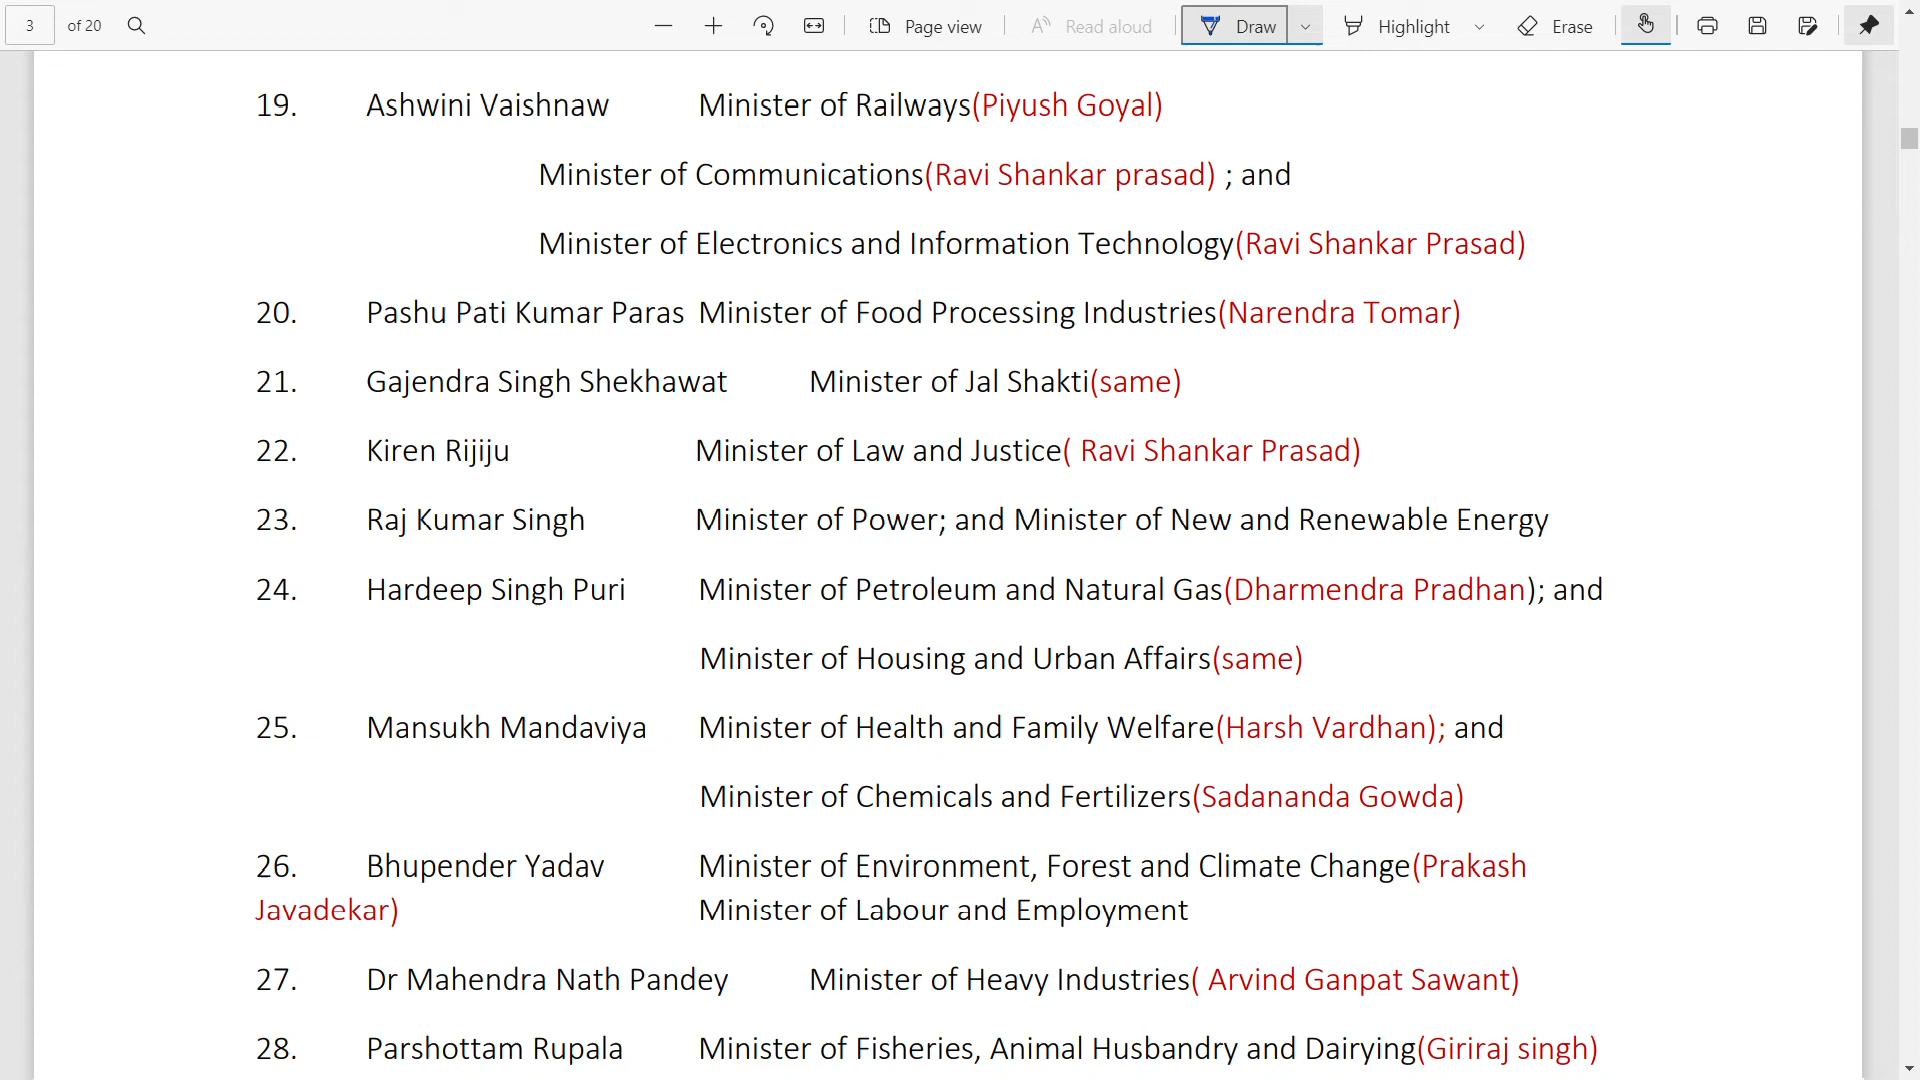 3 of 20 Page view Read aloud Draw Highlight Erase
19. Ashwini Vaishnaw Minister of Railways(Piyush Goyal)
Minister of Communications(Ravi Shankar prasad) ; and
Minister of Electronics and Information Technology(Ravi Shankar Prasad)
20. Pashu Pati Kumar Paras Minister of Food Processing Industries(Narendra Tomar)
21. Gajendra Singh Shekhawat Minister of Jal Shakti(same)
22. Kiren Rijiju Minister of Law and Justice( Ravi Shankar Prasad)
23. Raj Kumar Singh Minister of Power; and Minister of New and Renewable Energy
24. Hardeep Singh Puri Minister of Petroleum and Natural Gas(Dharmendra Pradhan); and
Minister of Housing and Urban Affairs(same)
25. Mansukh Mandaviya Minister of Health and Family Welfare(Harsh Vardhan); and
Minister of Chemicals and Fertilizers(Sadananda Gowda)
26. Bhupender Yadav Minister of Environment, Forest and Climate Change(Prakash
Javadekar) Minister of Labour and Employment
27. Dr Mahendra Nath Pandey Minister of Heavy Industries( Arvind Ganpat Sawant)
28. Parshottam Rupala Minister of Fisheries, Animal Husbandry and Dairying(Giriraj singh)